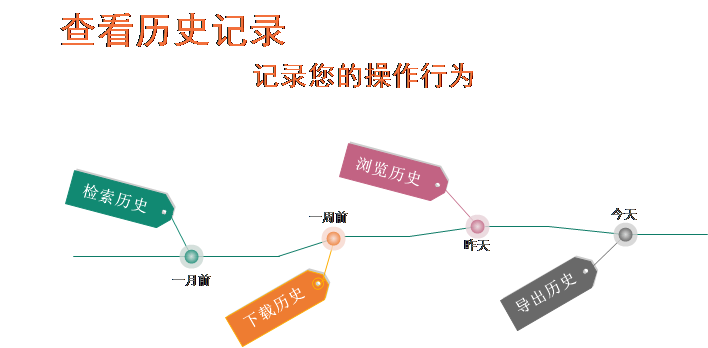 查看历史记录
记录您的操作行为
检索历史
一月前
一周前
下载历史
浏览历史
昨天
今天
导出历史